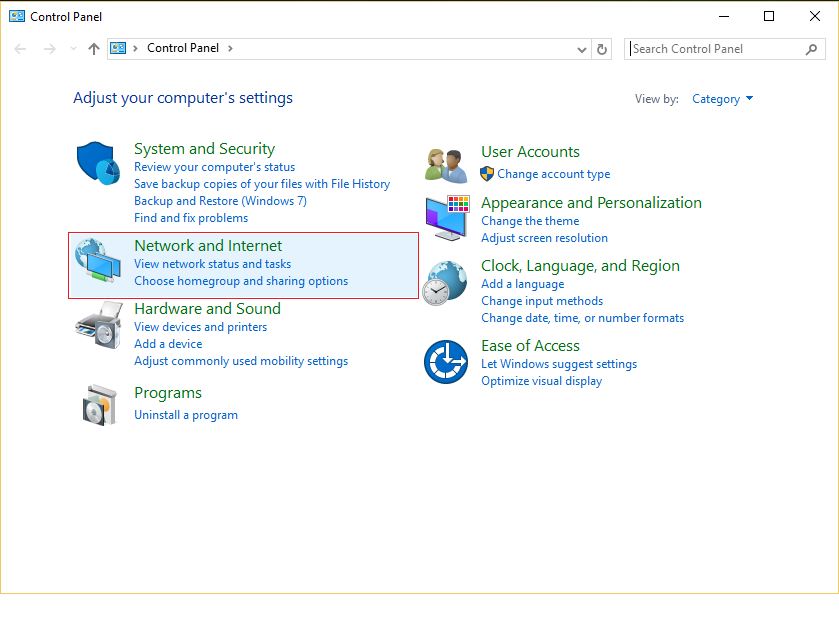 Control Panel
Control Panel
Search Control Panel
Adjust your computer's settings
View by: Category
System and Security
Review your computer's status
Save backup copies of your files with File History
Backup and Restore (Windows 7)
Find and fix problems
Network and Internet
View network status and tasks
Choose homegroup and sharing options
Hardware and Sound
View devices and printers
Add a device
Adjust commonly used mobility settings
Programs
Uninstall a program
User Accounts
Change account type
Appearance and Personalization
Change the theme
Adjust screen resolution
Clock, Language, and Region
Add a language
Change input methods
Change date, time, or number formats
Ease of Access
Let Windows suggest settings
Optimize visual display